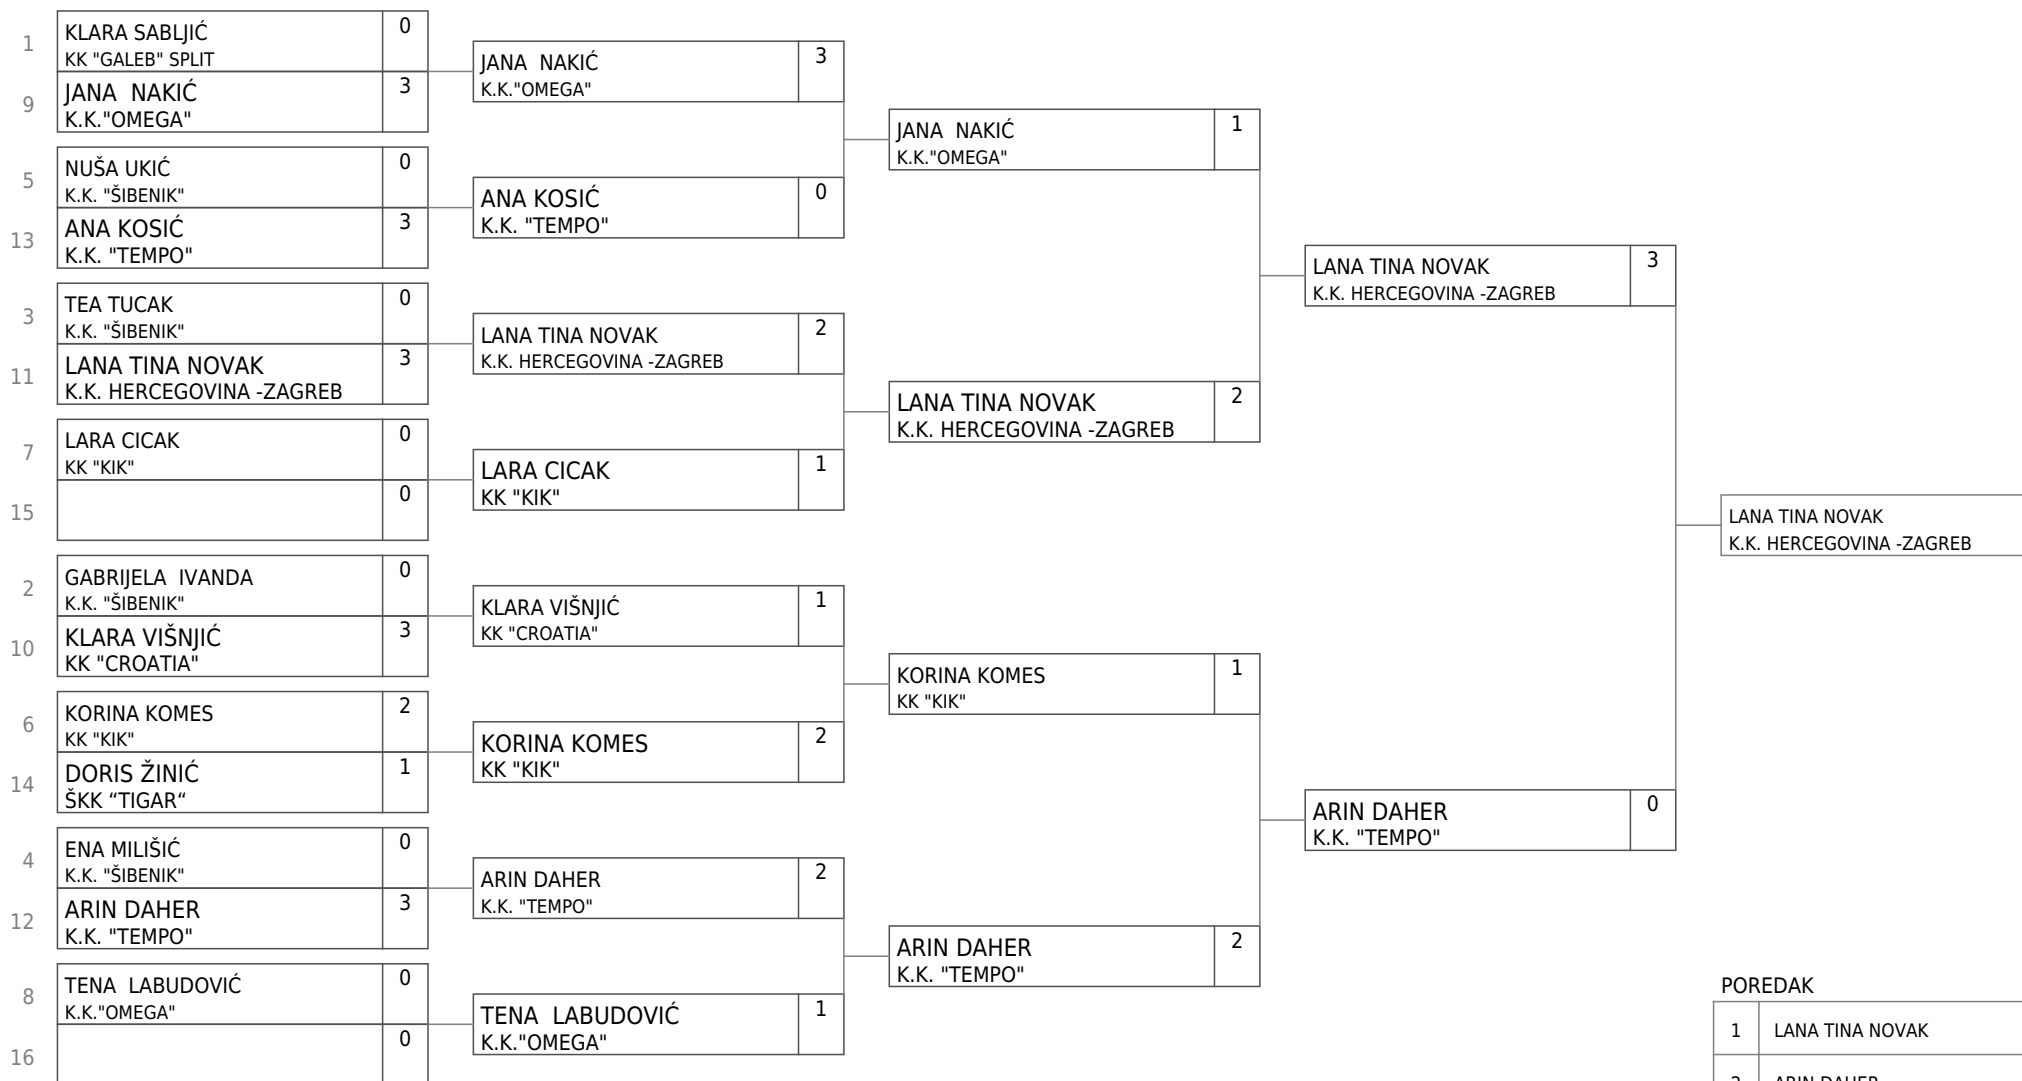 1
KLARA SABLJIĆ
0
KK "GALEB" SPLIT
9
JANA  NAKIĆ
3
K.K."OMEGA"
5
NUŠA UKIĆ
0
K.K. "ŠIBENIK"
13
ANA KOSIĆ
3
K.K. "TEMPO"
3
TEA TUCAK
0
K.K. "ŠIBENIK"
11
LANA TINA NOVAK
3
K.K. HERCEGOVINA -ZAGREB
7
LARA CICAK
0
KK "KIK"
15
0
2
GABRIJELA  IVANDA
0
K.K. "ŠIBENIK"
10
KLARA VIŠNJIĆ
3
KK "CROATIA"
6
KORINA KOMES
2
KK "KIK"
14
DORIS ŽINIĆ
1
ŠKK “TIGAR“
4
ENA MILIŠIĆ
0
K.K. "ŠIBENIK"
12
ARIN DAHER
3
K.K. "TEMPO"
8
TENA  LABUDOVIĆ
0
K.K."OMEGA"
16
0
JANA  NAKIĆ
3
K.K."OMEGA"
ANA KOSIĆ
0
K.K. "TEMPO"
LANA TINA NOVAK
2
K.K. HERCEGOVINA -ZAGREB
LARA CICAK
1
KK "KIK"
KLARA VIŠNJIĆ
1
KK "CROATIA"
KORINA KOMES
2
KK "KIK"
ARIN DAHER
2
K.K. "TEMPO"
TENA  LABUDOVIĆ
1
K.K."OMEGA"
JANA  NAKIĆ
1
K.K."OMEGA"
LANA TINA NOVAK
2
K.K. HERCEGOVINA -ZAGREB
KORINA KOMES
1
KK "KIK"
ARIN DAHER
2
K.K. "TEMPO"
LANA TINA NOVAK
3
K.K. HERCEGOVINA -ZAGREB
ARIN DAHER
0
K.K. "TEMPO"
LANA TINA NOVAK
K.K. HERCEGOVINA -ZAGREB
POREDAK
1 LANA TINA NOVAK
2 ARIN DAHER